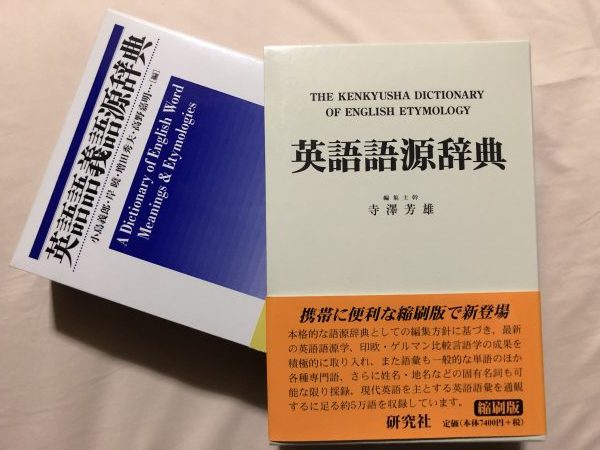 英語語義語源辞典
小島義郎・岸 曉・増田秀夫・高野嘉明…[編]
A Dictionary of English Word
Meanings & Etymologies
THE KENKYUSHA DICTIONARY
OF ENGLISH ETYMOLOGY
英語語源辞典
編集主幹
寺澤芳雄
携帯に便利な縮刷版で新登場
本格的な語源辞典としての編集方針に基づき、最新
の英語語源学、印欧・ゲルマン比較言語学の成果を
積極的に取り入れ、また語彙も一般的な単語のほか
各種専門語、さらに姓名・地名などの固有名詞も可
能な限り採録。現代英語を主とする英語語彙を通観
するに足る約5万語を収録しています。
縮刷版
研究社
定価(本体7400円+税)